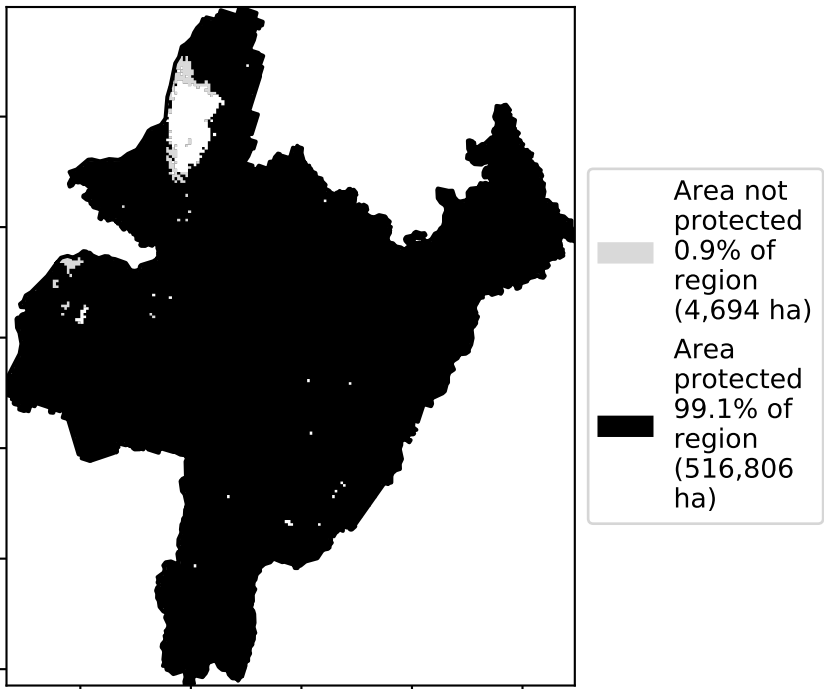 Area not
protected
0.9% of
region
(4,694 ha)
Area
protected
99.1% of
region
(516,806
ha)